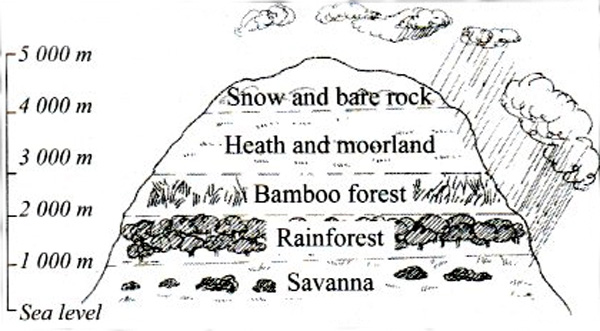 5 000 m
Snow and bare rock
4 000 m
Heath and moorland
3 000 m
Bamboo forest
2 000 m
Rainforest
1 000 m
Savanna
Sea level